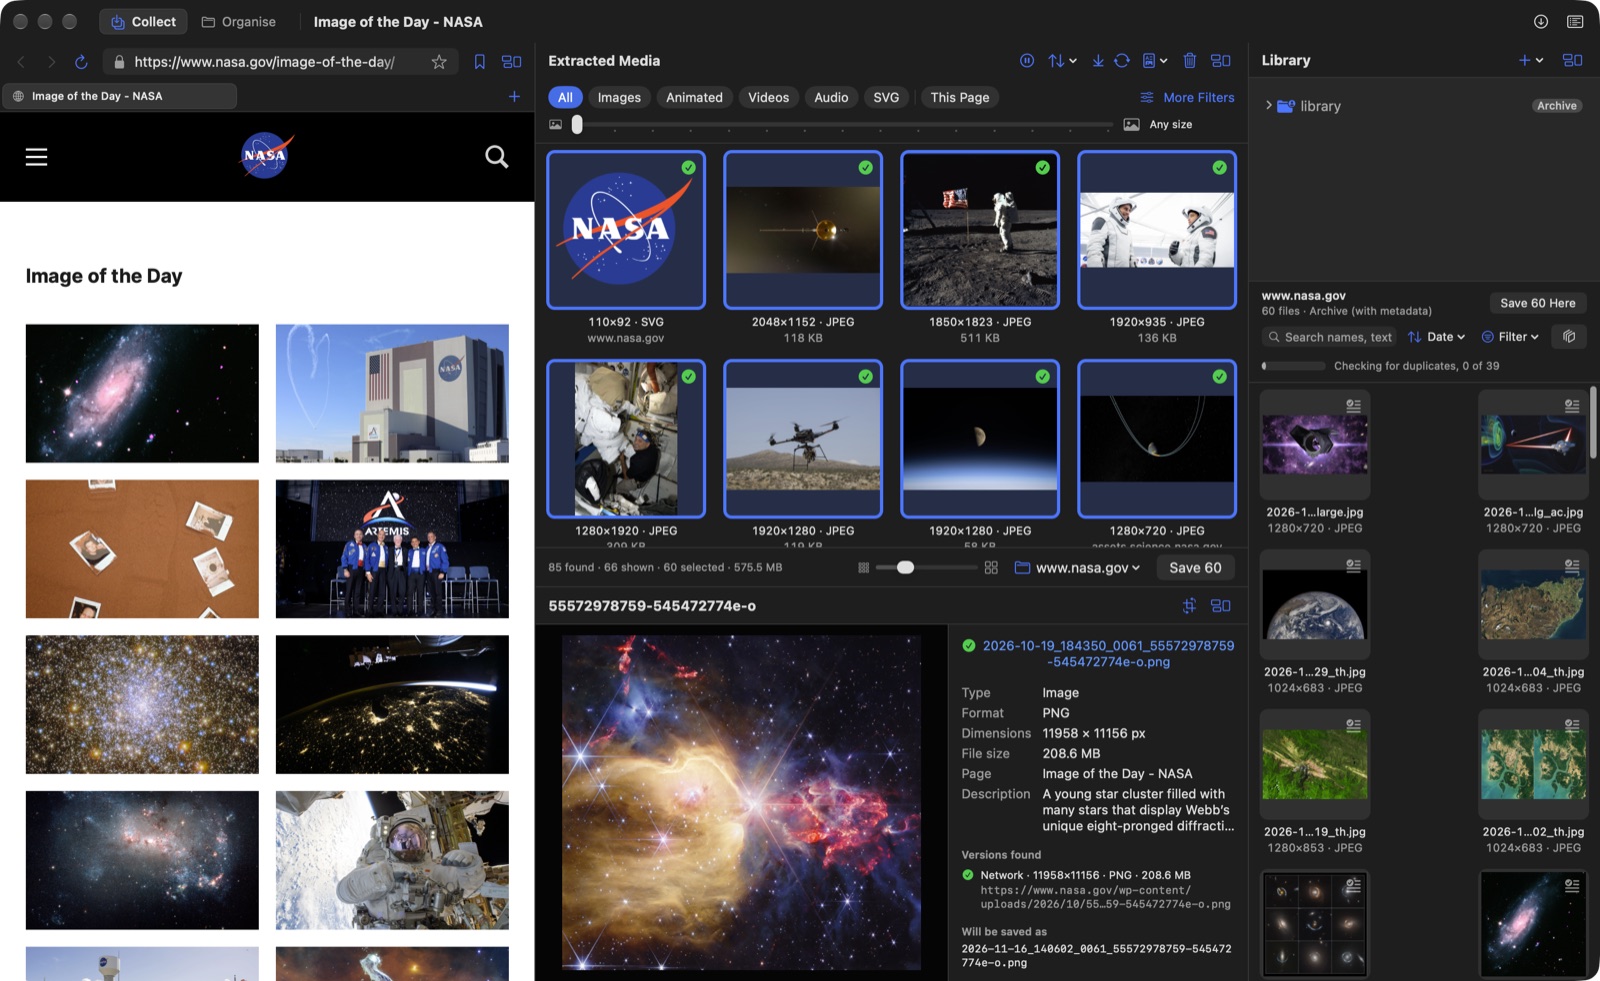 Collect
Organise
Image of the Day - NASA
https://www.nasa.gov/image-of-the-day/
Image of the Day - NASA
NASA
Image of the Day
ARTEMIS
Extracted Media
All
Images
Animated
Videos
Audio
SVG
This Page
More Filters
Any size
NASA
110×92 · SVG
www.nasa.gov
2048×1152 · JPEG
118 KB
1850×1823 · JPEG
511 KB
1920×935 · JPEG
136 KB
1280×1920 · JPEG
309 KB
1920×1280 · JPEG
119 KB
1920×1280 · JPEG
58 KB
1280×720 · JPEG
assets.science.nasa.gov
85 found · 66 shown · 60 selected · 575.5 MB
www.nasa.gov
Save 60
55572978759-545472774e-o
2026-10-19_184350_0061_55572978759
-545472774e-o.png
Type Image
Format PNG
Dimensions 11958 × 11156 px
File size 208.6 MB
Page Image of the Day - NASA
Description A young star cluster filled with
many stars that display Webb's
unique eight-pronged diffracti...
Versions found
Network · 11958×11156 · PNG · 208.6 MB
https://www.nasa.gov/wp-content/
uploads/2026/10/55…59-545472774e-o.png
Will be saved as
2026-11-16_140602_0061_55572978759-545472
774e-o.png
Library
library
Archive
www.nasa.gov
60 files · Archive (with metadata)
Save 60 Here
Search names, text
Date
Filter
Checking for duplicates, 0 of 39
2026-1...large.jpg
1280×720 · JPEG
2026-1...lg_ac.jpg
1280×720 · JPEG
2026-1...29_th.jpg
1024×683 · JPEG
2026-1...04_th.jpg
1024×683 · JPEG
2026-1...19_th.jpg
1280×853 · JPEG
2026-1...02_th.jpg
1024×683 · JPEG